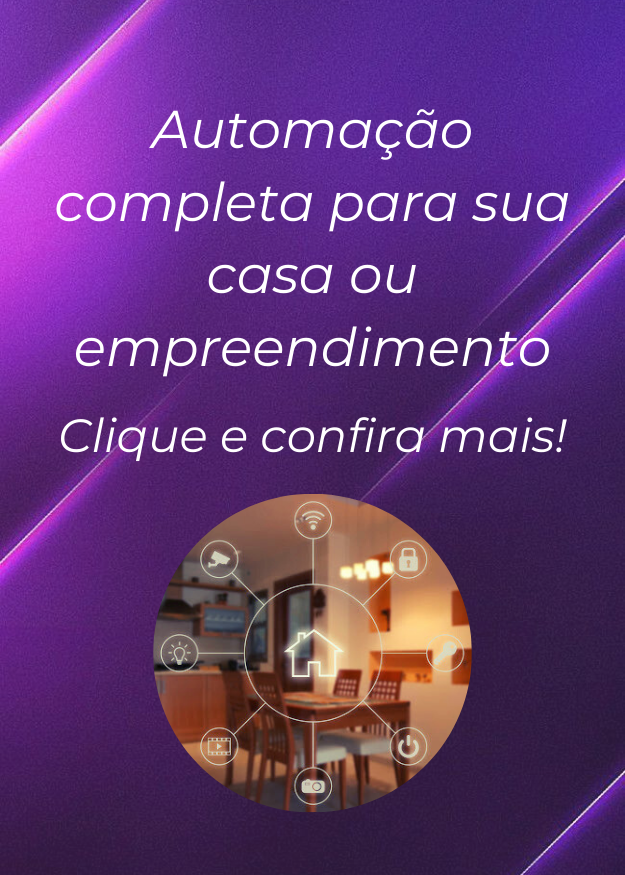 Automação
completa para sua
casa ou
empreendimento
Clique e confira mais!